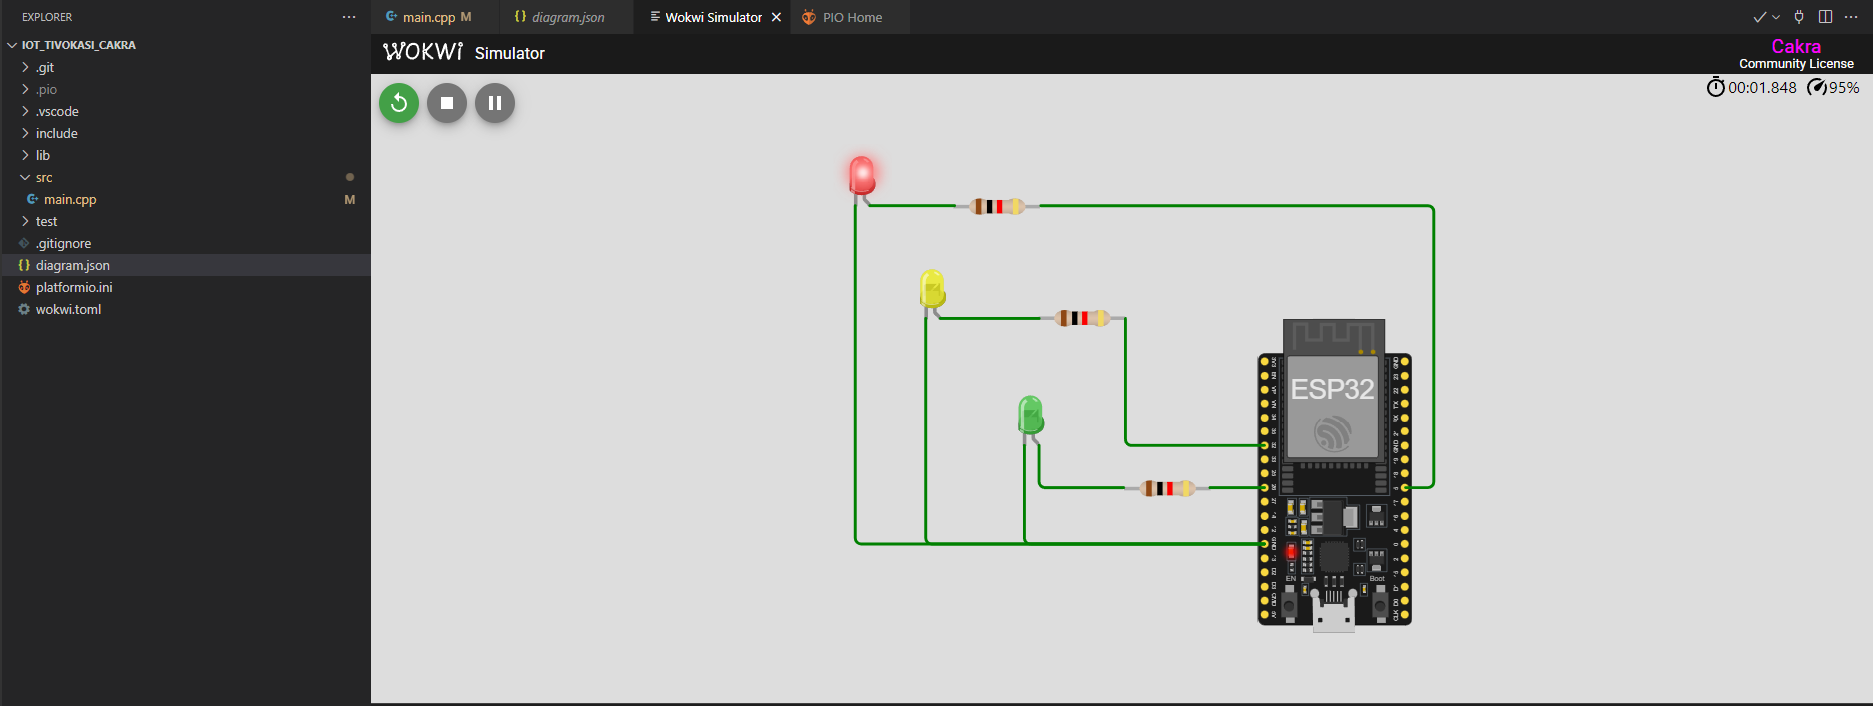 EXPLORER
IOT_TIVOKASI_CAKRA
.git
.pio
.vscode
include
lib
src
main.cpp M
test
.gitignore
{} diagram.json
platformio.ini
wokwi.toml
main.cpp M
{} diagram.json
Wokwi Simulator
PIO Home
WOKWi Simulator
Cakra
Community License
00:01.848 95%
ESP32
EN
Boot